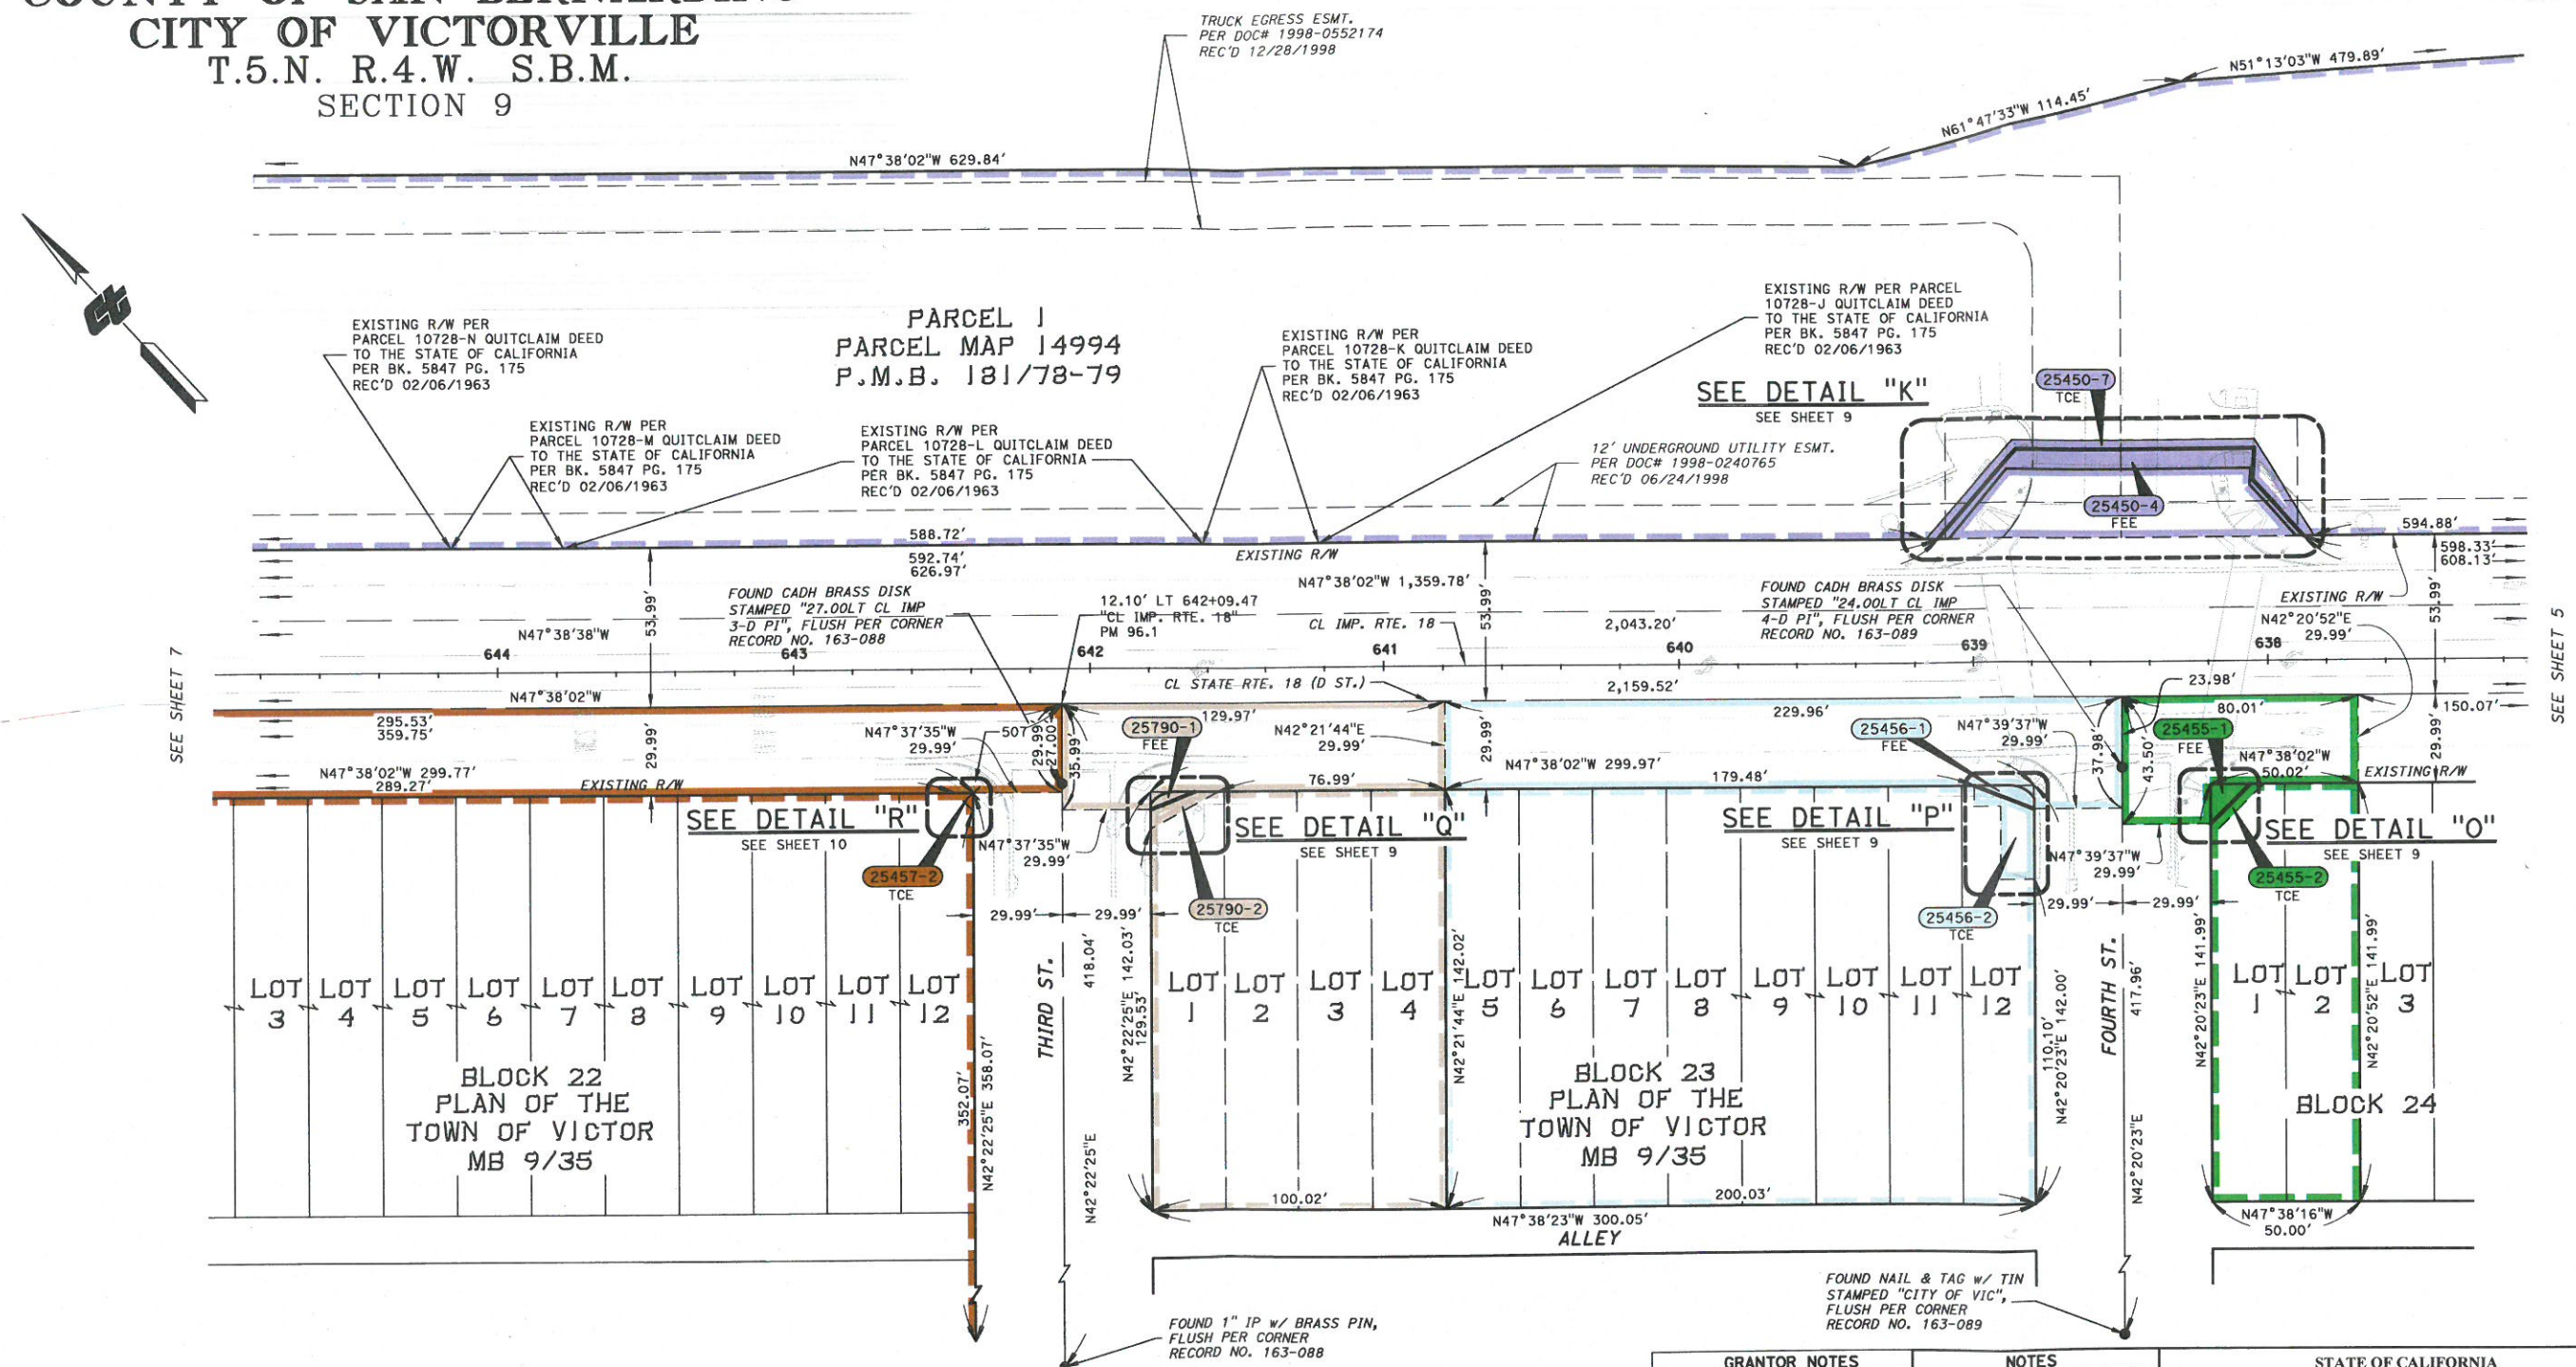 CITY OF VICTORVILLE
T.5.N. R.4.W. S.B.M.
SECTION 9
TRUCK EGRESS ESMT.
PER DOC# 1998-0552174
REC'D 12/28/1998
N51°13'03"W 479.89'
N61°47'33"W 114.45'
N47°38'02"W 629.84'
EXISTING R/W PER
PARCEL 10728-N QUITCLAIM DEED
TO THE STATE OF CALIFORNIA
PER BK. 5847 PG. 175
REC'D 02/06/1963
PARCEL 1
PARCEL MAP 14994
P.M.B. 181/78-79
EXISTING R/W PER
PARCEL 10728-K QUITCLAIM DEED
TO THE STATE OF CALIFORNIA
PER BK. 5847 PG. 175
REC'D 02/06/1963
EXISTING R/W PER PARCEL
10728-J QUITCLAIM DEED
TO THE STATE OF CALIFORNIA
PER BK. 5847 PG. 175
REC'D 02/06/1963
SEE DETAIL "K"
SEE SHEET 9
25450-7
TCE
EXISTING R/W PER
PARCEL 10728-M QUITCLAIM DEED
TO THE STATE OF CALIFORNIA
PER BK. 5847 PG. 175
REC'D 02/06/1963
EXISTING R/W PER
PARCEL 10728-L QUITCLAIM DEED
TO THE STATE OF CALIFORNIA
PER BK. 5847 PG. 175
REC'D 02/06/1963
12' UNDERGROUND UTILITY ESMT.
PER DOC# 1998-0240765
REC'D 06/24/1998
25450-4
FEE
588.72'
592.74'
626.97'
EXISTING R/W
594.88'
598.33'
608.13'
N47°38'02"W 1,359.78'
53.99'
53.99'
53.99'
FOUND CADH BRASS DISK
STAMPED "27.00LT CL IMP
3-D PI", FLUSH PER CORNER
RECORD NO. 163-088
12.10' LT 642+09.47
"CL IMP. RTE. 18"
PM 96.1
FOUND CADH BRASS DISK
STAMPED "24.00LT CL IMP
4-D PI", FLUSH PER CORNER
RECORD NO. 163-089
EXISTING R/W
N42°20'52"E
29.99'
N47°38'38"W
CL IMP. RTE. 18
2,043.20'
644
643
642
641
640
639
638
SEE SHEET 7
SEE SHEET 5
N47°38'02"W
CL STATE RTE. 18 (D ST.)
2,159.52'
23.98'
295.53'
359.75'
129.97'
229.96'
80.01'
150.07'
N47°37'35"W
29.99'
507
29.99'
27.00'
35.99'
25790-1
FEE
N42°21'44"E
29.99'
29.99'
25456-1
FEE
N47°39'37"W
29.99'
37.98'
43.50'
25455-1
FEE
N47°38'02"W
50.02'
29.99'
29.99'
N47°38'02"W 299.77'
289.27'
EXISTING R/W
76.99'
N47°38'02"W 299.97'
179.48'
EXISTING R/W
SEE DETAIL "R"
SEE SHEET 10
SEE DETAIL "Q"
SEE SHEET 9
SEE DETAIL "P"
SEE SHEET 9
SEE DETAIL "O"
SEE SHEET 9
N47°37'35"W
29.99'
N47°39'37"W
29.99'
25457-2
TCE
25790-2
TCE
25456-2
TCE
25455-2
TCE
29.99'
29.99'
29.99'
29.99'
LOT 3
LOT 4
LOT 5
LOT 6
LOT 7
LOT 8
LOT 9
LOT 10
LOT 11
LOT 12
THIRD ST.
418.04'
N42°22'25"E 142.03'
129.53'
LOT 1
LOT 2
LOT 3
LOT 4
N42°21'44"E 142.02'
LOT 5
LOT 6
LOT 7
LOT 8
LOT 9
LOT 10
LOT 11
LOT 12
110.10'
N42°20'23"E 142.00'
FOURTH ST.
417.96'
N42°20'23"E 141.99'
LOT 1
LOT 2
N42°20'52"E 141.99'
LOT 3
BLOCK 22
PLAN OF THE
TOWN OF VICTOR
MB 9/35
352.07'
N42°22'25"E 358.07'
N42°22'25"E
BLOCK 23
PLAN OF THE
TOWN OF VICTOR
MB 9/35
BLOCK 24
N42°20'23"E
100.02'
200.03'
N47°38'23"W 300.05'
ALLEY
N47°38'16"W
50.00'
FOUND NAIL & TAG w/ TIN
STAMPED "CITY OF VIC",
FLUSH PER CORNER
RECORD NO. 163-089
FOUND 1" IP w/ BRASS PIN,
FLUSH PER CORNER
RECORD NO. 163-088
GRANTOR NOTES
NOTES
STATE OF CALIFORNIA